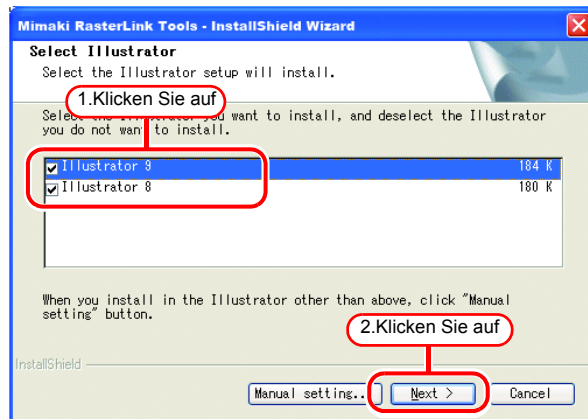 Mimaki RasterLink Tools - InstallShield Wizard
Select Illustrator
Select the Illustrator setup will install.
1.Klicken Sie auf
Select the Illustrator you want to install, and deselect the Illustrator
you do not want to install.
Illustrator 9 184 K
Illustrator 8 180 K
When you install in the Illustrator other than above, click "Manual
setting" button.
2.Klicken Sie auf
InstallShield
Manual setting... Next > Cancel